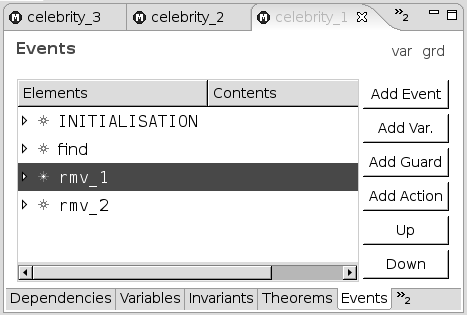 celebrity_3 celebrity_2 celebrity_1 »2
Events var grd
Elements Contents
INITIALISATION
find
rmv_1
rmv_2
Add Event
Add Var.
Add Guard
Add Action
Up
Down
Dependencies Variables Invariants Theorems Events »2